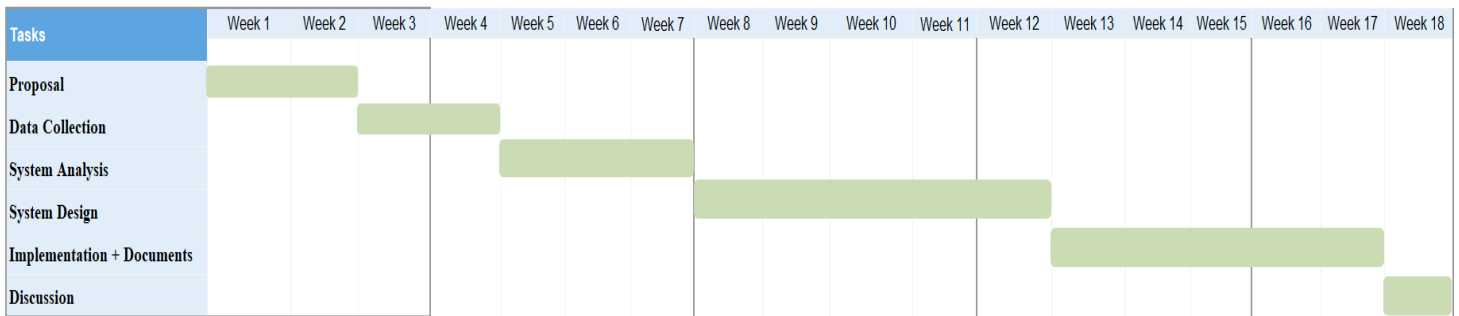 Tasks
Week 1 Week 2 Week 3 Week 4 Week 5 Week 6 Week 7 Week 8 Week 9 Week 10 Week 11 Week 12 Week 13 Week 14 Week 15 Week 16 Week 17 Week 18
Proposal
Data Collection
System Analysis
System Design
Implementation + Documents
Discussion